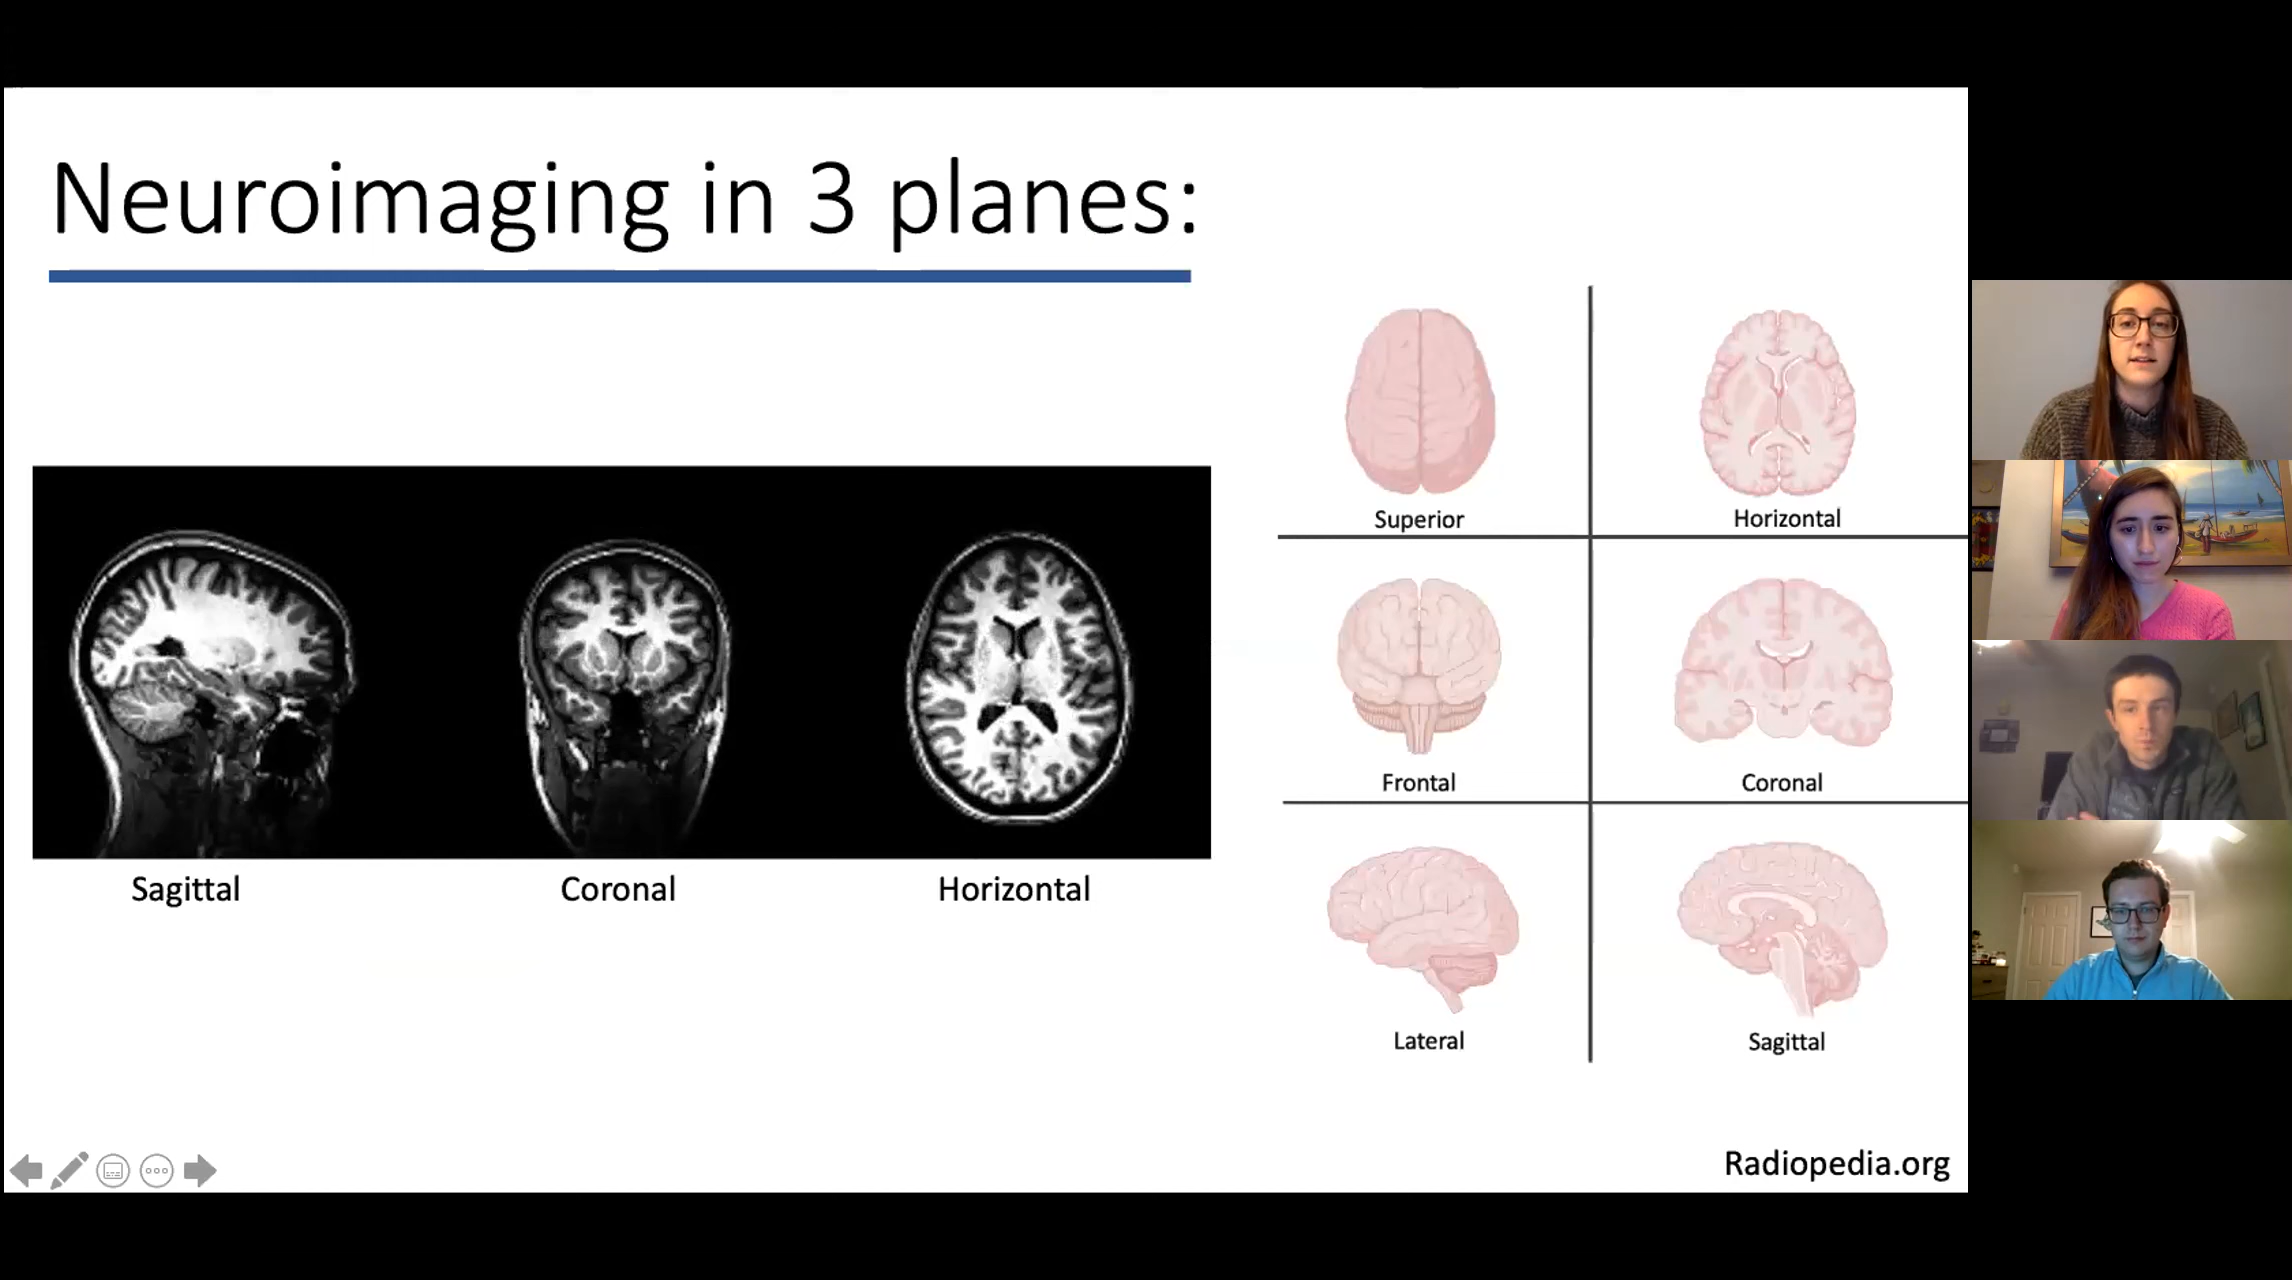 Neuroimaging in 3 planes:
Sagittal
Coronal
Horizontal
Superior
Horizontal
Frontal
Coronal
Lateral
Sagittal
Radiopedia.org